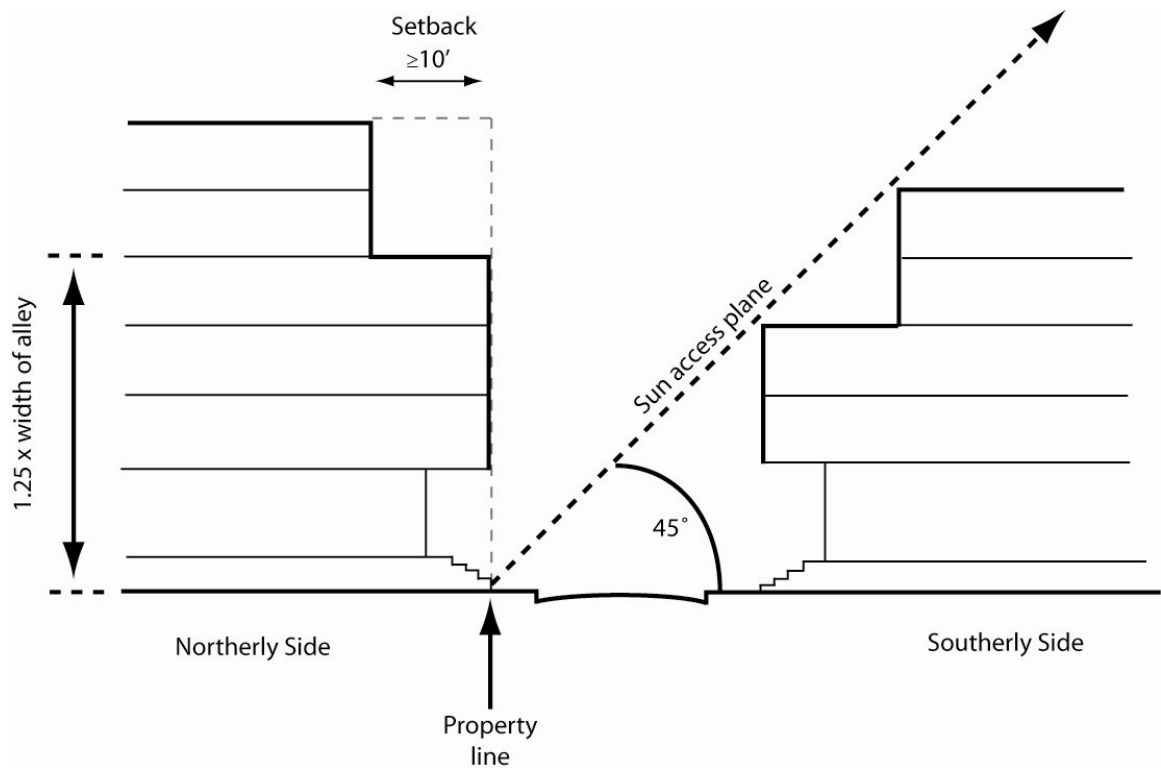 Setback
≥10’
1.25 x width of alley
Sun access plane
45˚
Northerly Side
Southerly Side
Property
line